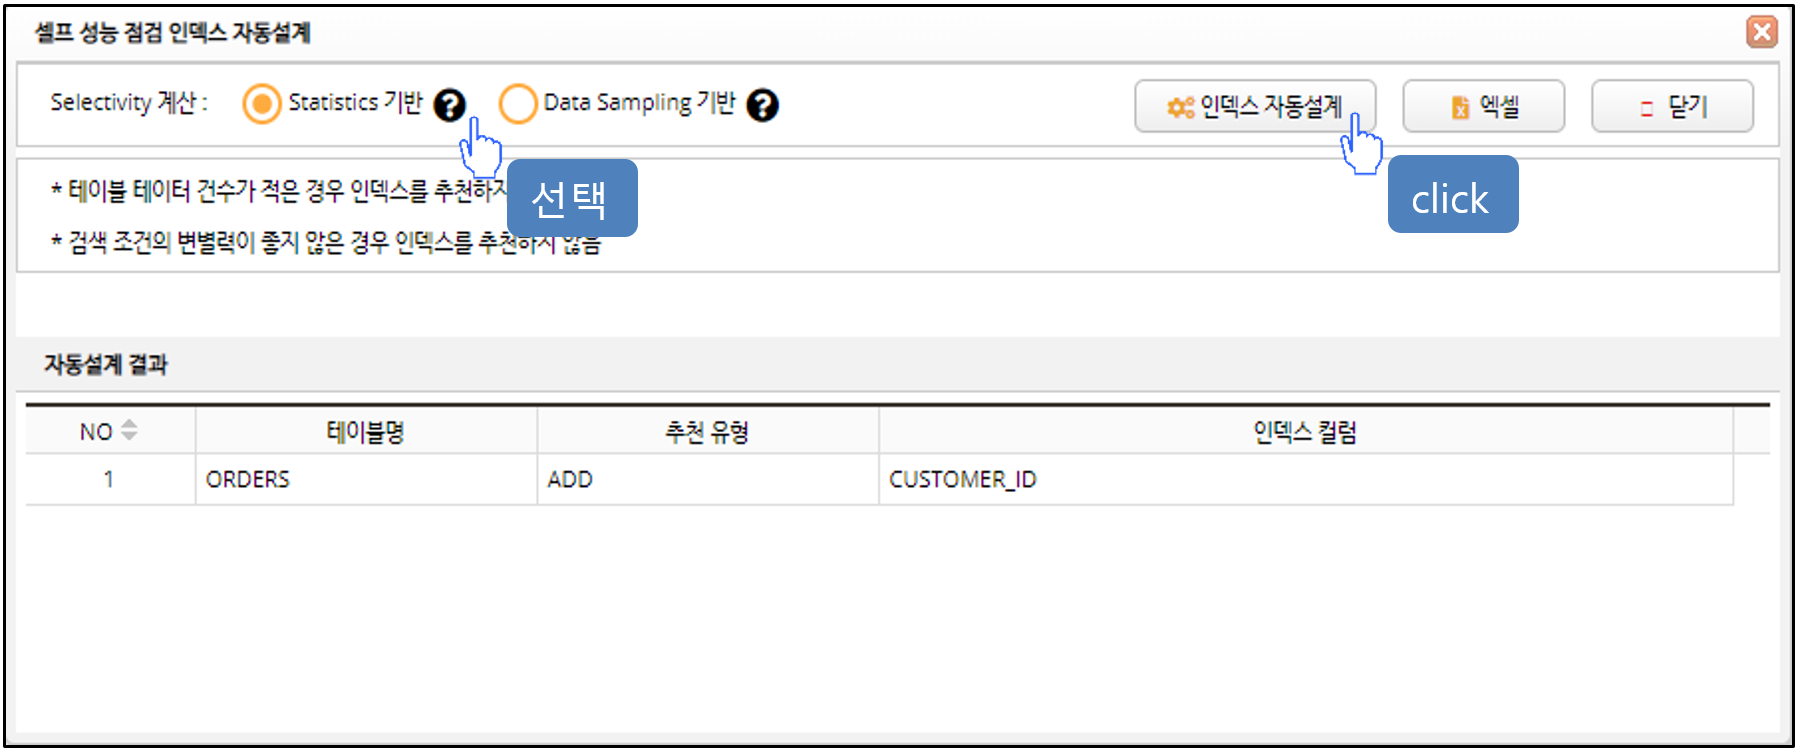 셀프 성능 점검 인덱스 자동설계
Selectivity 계산 : Statistics 기반 ? Data Sampling 기반 ? 인덱스 자동설계 엑셀 닫기
* 테이블 테이터 건수가 적은 경우 인덱스를 추천하지
선택
click
* 검색 조건의 변별력이 좋지 않은 경우 인덱스를 추천하지 않음
자동설계 결과
NO 테이블명 추천 유형 인덱스 컬럼
1 ORDERS ADD CUSTOMER_ID